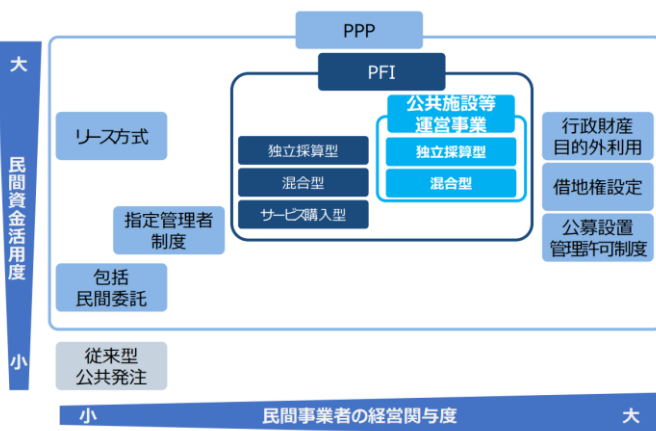 PPP
大
PFI
公共施設等
運営事業
リース方式
独立採算型
独立採算型
行政財産
目的外利用
混合型
混合型
借地権設定
民間資金活用度
指定管理者
制度
サービス購入型
公募設置
管理許可制度
包括
民間委託
小
従来型
公共発注
小
民間事業者の経営関与度
大